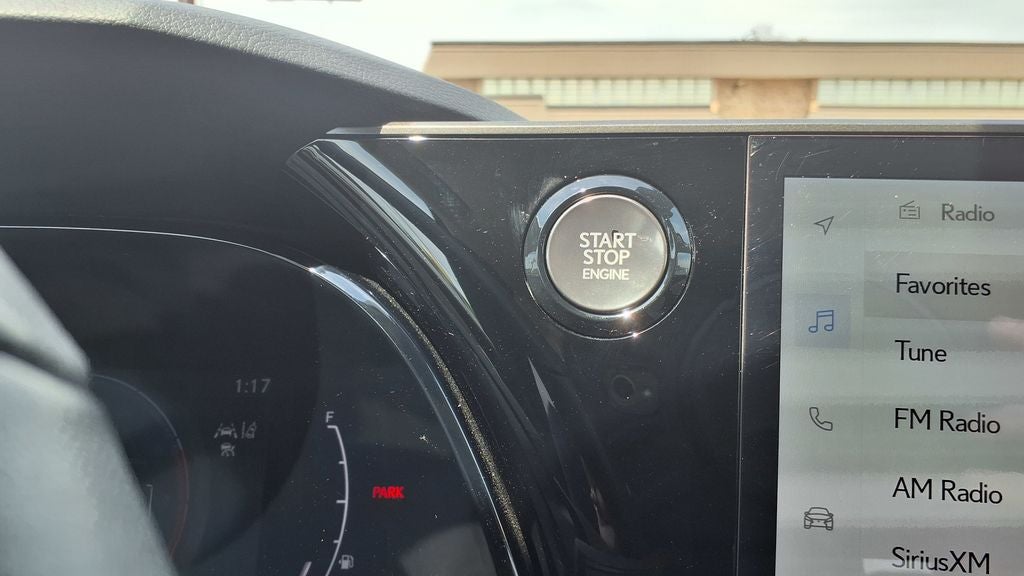 START
STOP
ENGINE
Radio
Favorites
Tune
FM Radio
AM Radio
SiriusXM
1:17
F
PARK